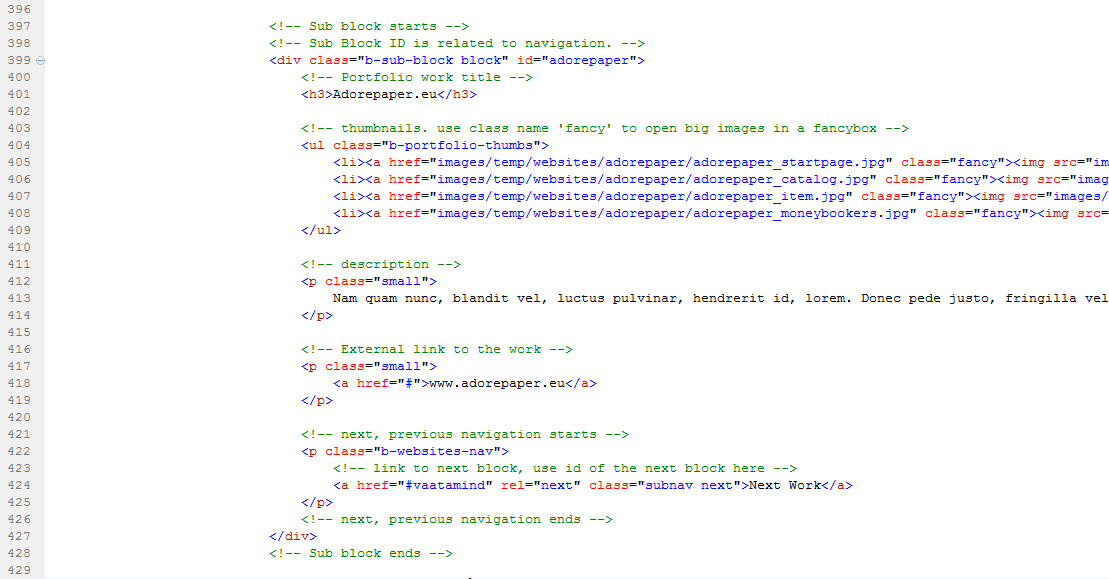 396
397 <!-- Sub block starts -->
398 <!-- Sub Block ID is related to navigation. -->
399 <div class="b-sub-block block" id="adorepaper">
400 <!-- Portfolio work title -->
401 <h3>Adorepaper.eu</h3>
402
403 <!-- thumbnails. use class name 'fancy' to open big images in a fancybox -->
404 <ul class="b-portfolio-thumbs">
405 <li><a href="images/temp/websites/adorepaper/adorepaper_startpage.jpg" class="fancy"><img src="im
406 <li><a href="images/temp/websites/adorepaper/adorepaper_catalog.jpg" class="fancy"><img src="imag
407 <li><a href="images/temp/websites/adorepaper/adorepaper_item.jpg" class="fancy"><img src="images/
408 <li><a href="images/temp/websites/adorepaper/adorepaper_moneybookers.jpg" class="fancy"><img src=
409 </ul>
410
411 <!-- description -->
412 <p class="small">
413 Nam quam nunc, blandit vel, luctus pulvinar, hendrerit id, lorem. Donec pede justo, fringilla vel
414 </p>
415
416 <!-- External link to the work -->
417 <p class="small">
418 <a href="#">www.adorepaper.eu</a>
419 </p>
420
421 <!-- next, previous navigation starts -->
422 <p class="b-websites-nav">
423 <!-- link to next block, use id of the next block here -->
424 <a href="#vaatamind" rel="next" class="subnav next">Next Work</a>
425 </p>
426 <!-- next, previous navigation ends -->
427 </div>
428 <!-- Sub block ends -->
429